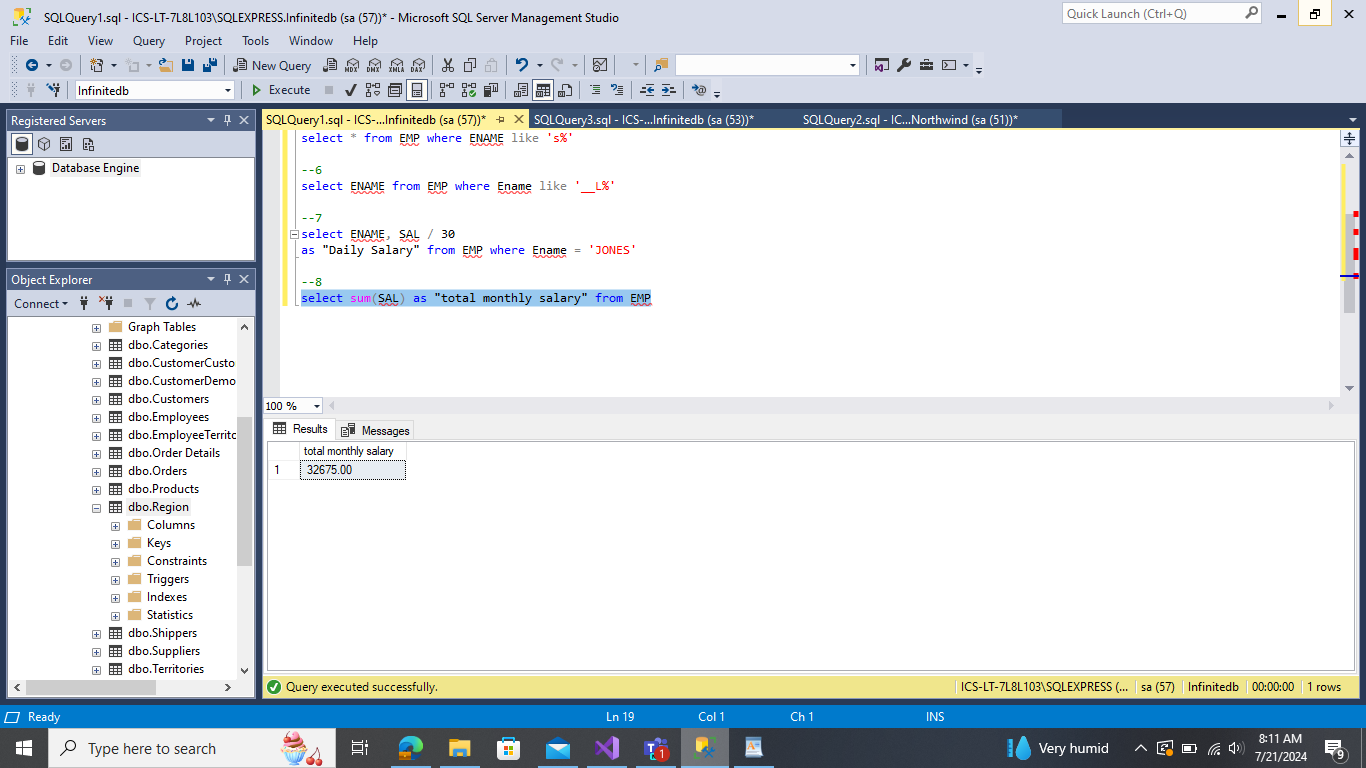 SQLQuery1.sql - ICS-LT-7L8L103\SQLEXPRESS.Infinitedb (sa (57))* - Microsoft SQL Server Management Studio
Quick Launch (Ctrl+Q)
File Edit View Query Project Tools Window Help
New Query
MDX DMX XMLA DAX
Infinitedb
Execute
Registered Servers
SQLQuery1.sql - ICS-...Infinitedb (sa (57))*
SQLQuery3.sql - ICS-...Infinitedb (sa (53))*
SQLQuery2.sql - IC...Northwind (sa (51))*
Database Engine
select * from EMP where ENAME like 's%'
--6
select ENAME from EMP where Ename like '__L%'
--7
select ENAME, SAL / 30
as "Daily Salary" from EMP where Ename = 'JONES'
--8
select sum(SAL) as "total monthly salary" from EMP
Object Explorer
Connect
Graph Tables
dbo.Categories
dbo.CustomerCusto
dbo.CustomerDemo
dbo.Customers
dbo.Employees
dbo.EmployeeTerrito
dbo.Order Details
dbo.Orders
dbo.Products
dbo.Region
Columns
Keys
Constraints
Triggers
Indexes
Statistics
dbo.Shippers
dbo.Suppliers
dbo.Territories
100 %
Results Messages
total monthly salary
1 32675.00
Query executed successfully.
ICS-LT-7L8L103\SQLEXPRESS (... sa (57) Infinitedb 00:00:00 1 rows
Ready Ln 19 Col 1 Ch 1 INS
Type here to search
1
Very humid
8:11 AM
7/21/2024
9